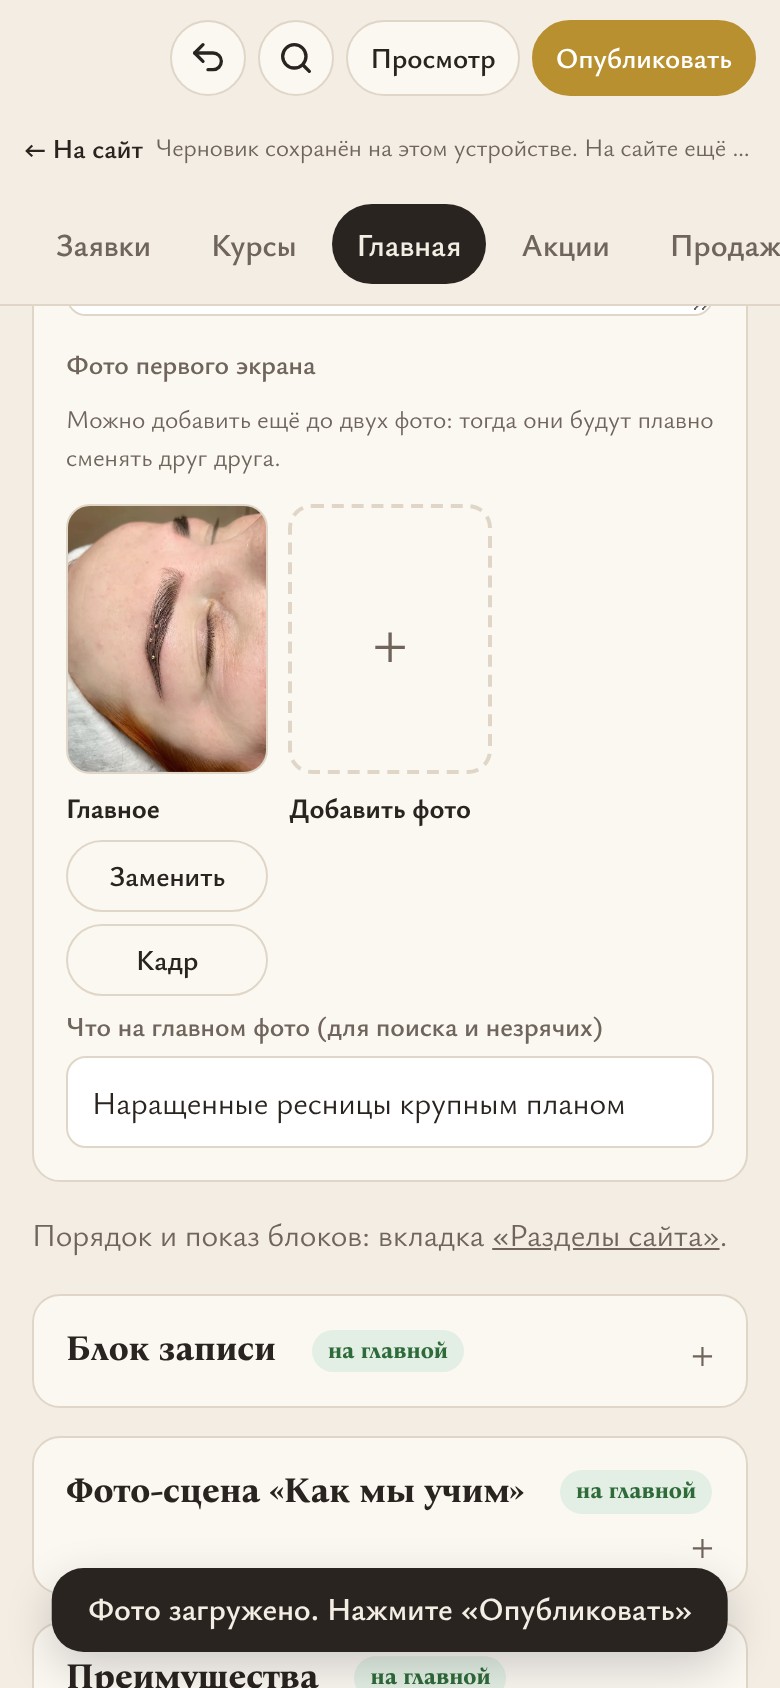 Просмотр
Опубликовать
← На сайт Черновик сохранён на этом устройстве. На сайте ещё ...
Заявки Курсы Главная Акции Продаж
Фото первого экрана
Можно добавить ещё до двух фото: тогда они будут плавно
сменять друг друга.
+
Главное
Добавить фото
Заменить
Кадр
Что на главном фото (для поиска и незрячих)
Наращенные ресницы крупным планом
Порядок и показ блоков: вкладка «Разделы сайта».
Блок записи на главной +
Фото-сцена «Как мы учим» на главной
+
Фото загружено. Нажмите «Опубликовать»
Преимущества на главной